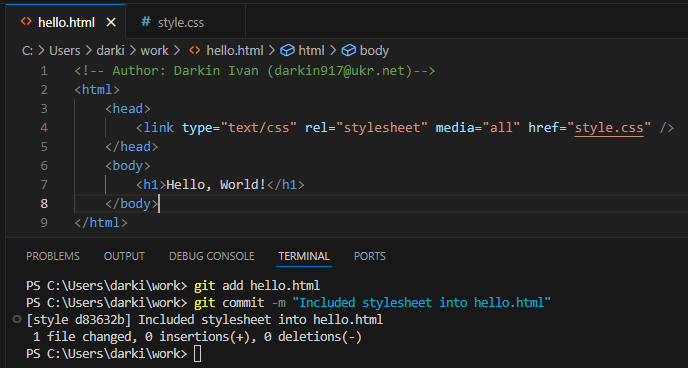 hello.html
# style.css
C: > Users > darki > work > hello.html > html > body
1 <!-- Author: Darkin Ivan (darkin917@ukr.net)-->
2 <html>
3 <head>
4 <link type="text/css" rel="stylesheet" media="all" href="style.css" />
5 </head>
6 <body>
7 <h1>Hello, World!</h1>
8 </body>
9 </html>
PROBLEMS OUTPUT DEBUG CONSOLE TERMINAL PORTS
PS C:\Users\darki\work> git add hello.html
PS C:\Users\darki\work> git commit -m "Included stylesheet into hello.html"
[style d83632b] Included stylesheet into hello.html
1 file changed, 0 insertions(+), 0 deletions(-)
PS C:\Users\darki\work>